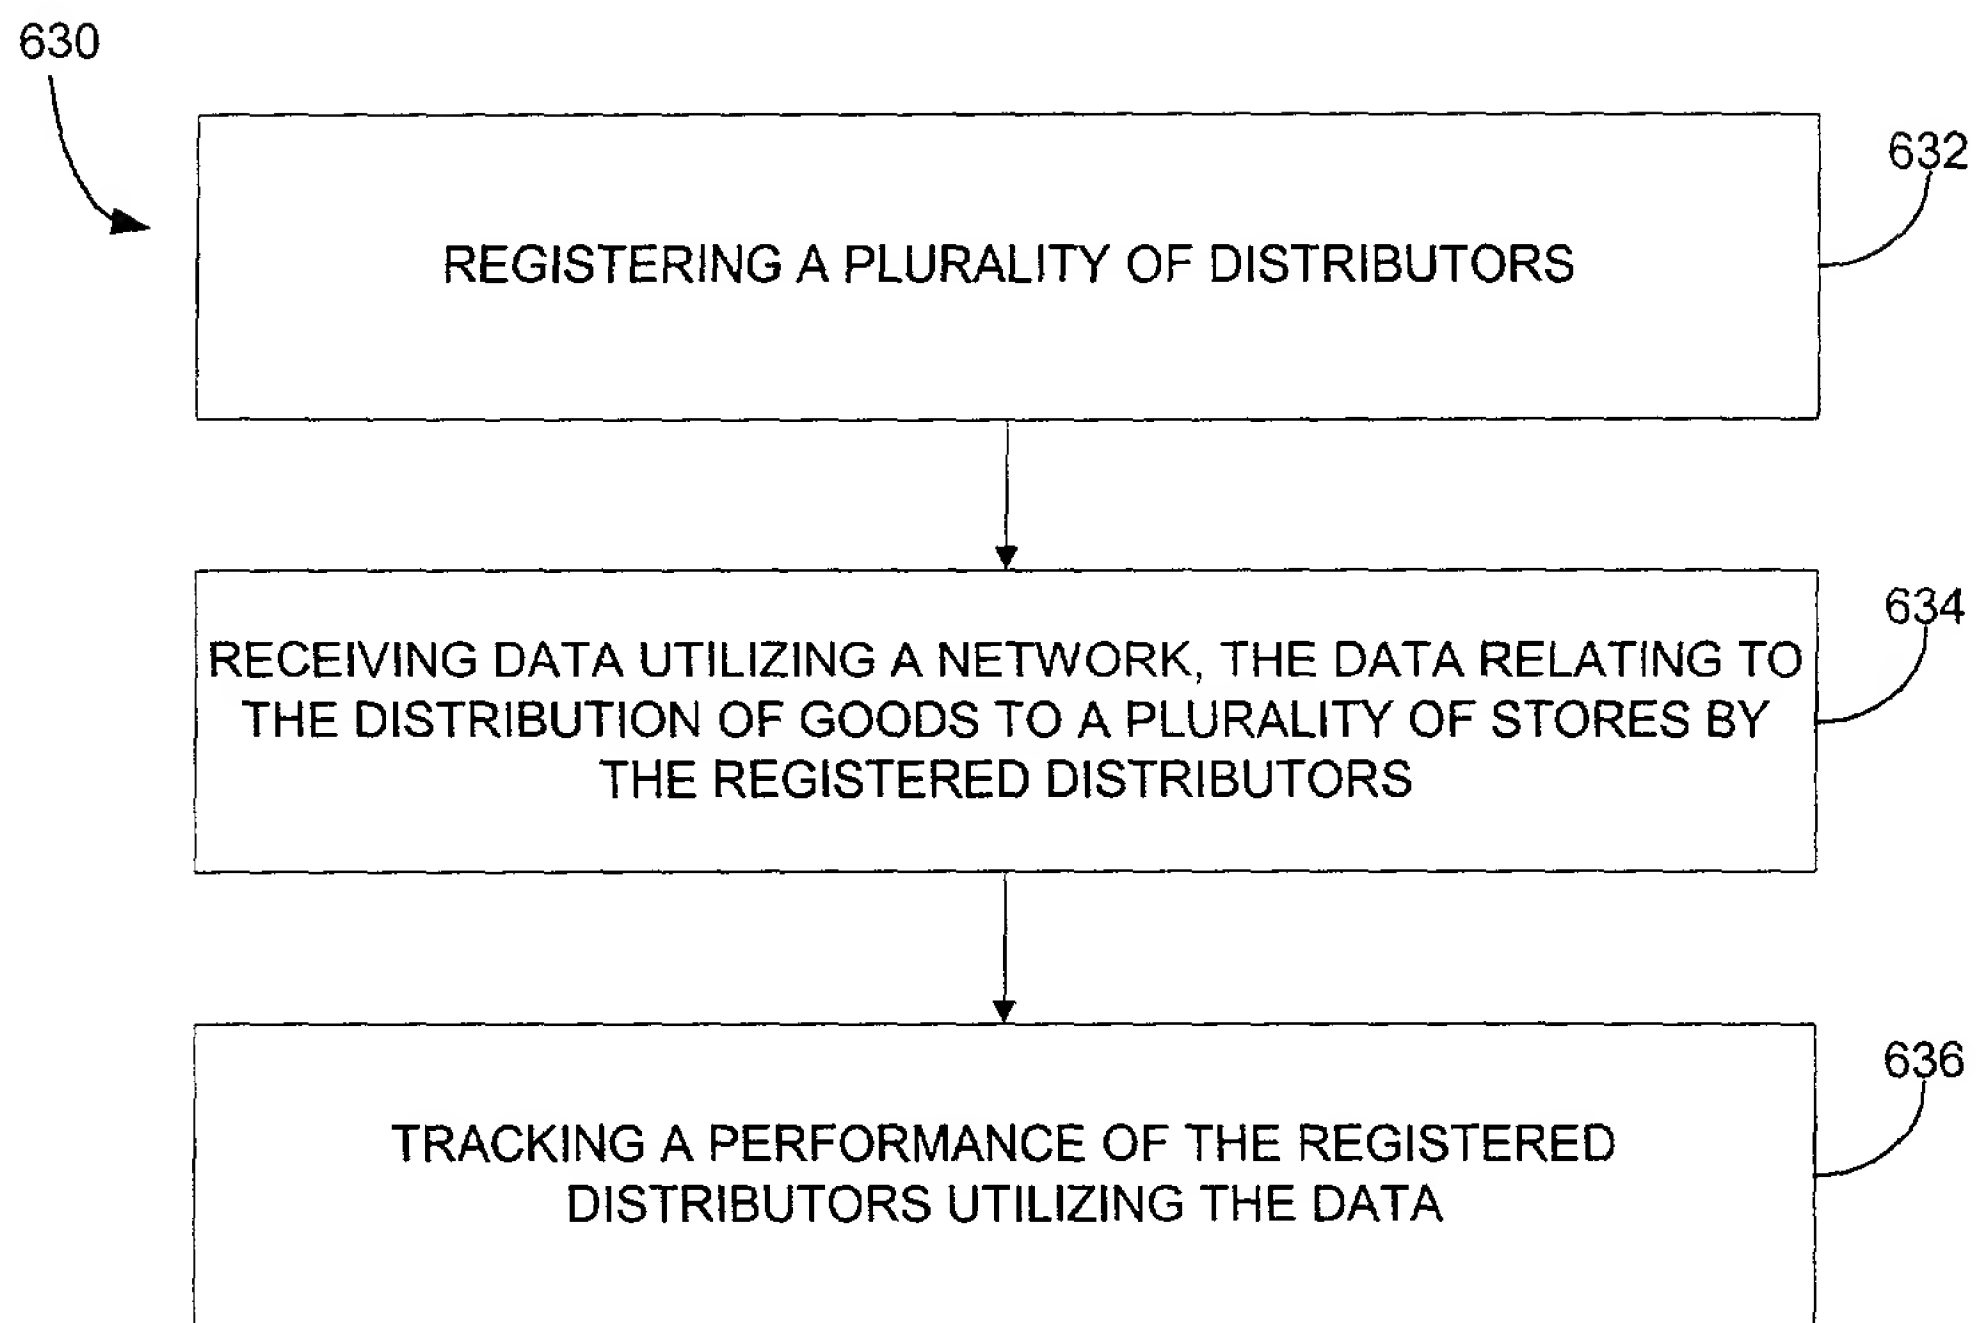 630
632
REGISTERING A PLURALITY OF DISTRIBUTORS
634
RECEIVING DATA UTILIZING A NETWORK, THE DATA RELATING TO
THE DISTRIBUTION OF GOODS TO A PLURALITY OF STORES BY
THE REGISTERED DISTRIBUTORS
636
TRACKING A PERFORMANCE OF THE REGISTERED
DISTRIBUTORS UTILIZING THE DATA